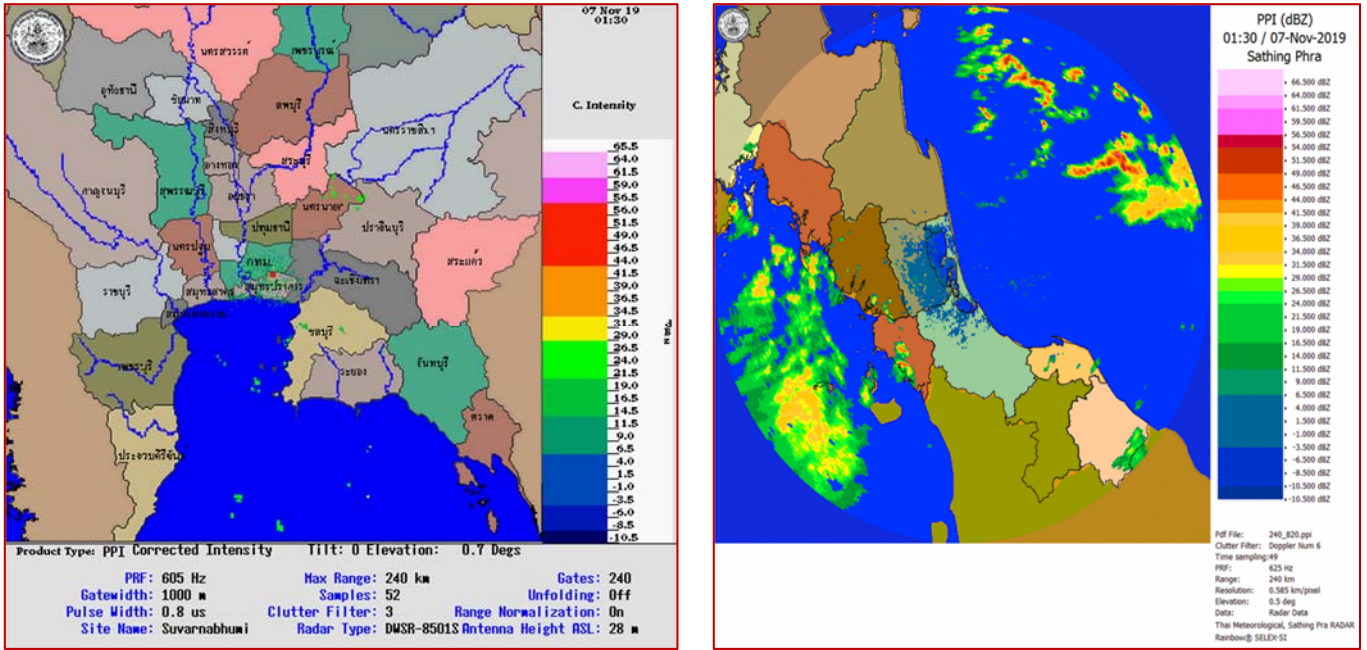 07 Nov 19
01:30
C. Intensity
65.5
64.0
61.5
59.0
56.5
56.0
51.5
49.0
46.5
44.0
41.5
39.0
36.5
34.5
31.5
29.0
26.5
24.0
21.5
19.0
16.5
14.5
11.5
9.0
6.5
4.0
1.5
-1.0
-3.5
-6.0
-8.5
-10.5
นครสวรรค์
เพชรบูรณ์
อุทัยธานี
ชัยนาท
ลพบุรี
สิงห์บุรี
นครราชสีมา
อ่างทอง
สระบุรี
กาญจนบุรี
สุพรรณบุรี
อยุธยา
นครนายก
ปราจีนบุรี
ปทุมธานี
นครปฐม
กทม.
สระแก้ว
ราชบุรี
สมุทรสาคร
สมุทรปราการ
ฉะเชิงเทรา
ชลบุรี
เพชรบุรี
ระยอง
จันทบุรี
ตราด
ประจวบคีรีขันธ์
Product Type: PPI Corrected Intensity Tilt: 0 Elevation: 0.7 Degs
PRF: 605 Hz Max Range: 240 km Gates: 240
Gatewidth: 1000 m Samples: 52 Unfolding: Off
Pulse Width: 0.8 us Clutter Filter: 3 Range Normalization: On
Site Name: Suvarnabhumi Radar Type: DWSR-8501S Antenna Height ASL: 28 m
PPI (dBZ)
01:30 / 07-Nov-2019
Sathing Phra
66.500 dBZ
64.000 dBZ
61.500 dBZ
59.500 dBZ
56.500 dBZ
54.000 dBZ
51.500 dBZ
49.000 dBZ
46.500 dBZ
44.000 dBZ
41.500 dBZ
39.000 dBZ
36.500 dBZ
34.000 dBZ
31.500 dBZ
29.000 dBZ
26.500 dBZ
24.000 dBZ
21.500 dBZ
19.000 dBZ
16.500 dBZ
14.000 dBZ
11.500 dBZ
9.000 dBZ
6.500 dBZ
4.000 dBZ
1.500 dBZ
-1.000 dBZ
-3.500 dBZ
-6.500 dBZ
-8.500 dBZ
-10.500 dBZ
-10.500 dBZ
Pdf File: 240_820.ppi
Clutter Filter: Doppler Num 6
Time sampling:49
PRF: 625 Hz
Range: 240 km
Resolution: 0.585 km/pixel
Elevation: 0.5 deg
Data: Radar Data
Thai Meteorological, Sathing Pra RADAR
Rainbow® SELEX-SI